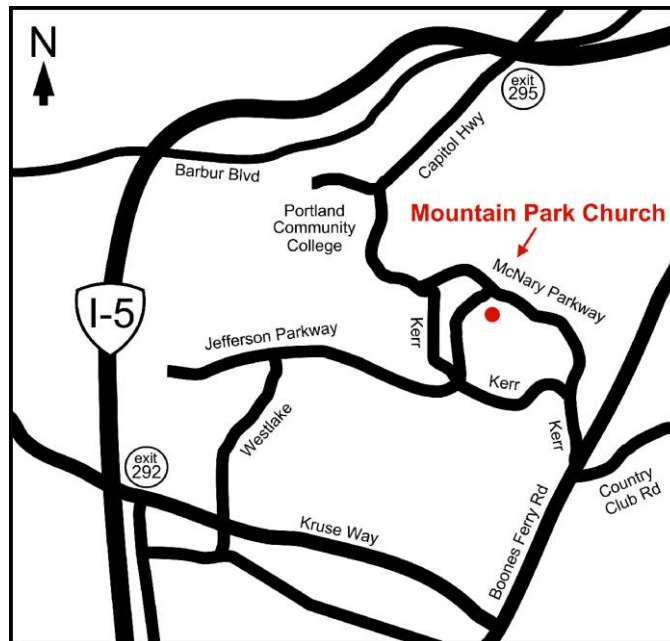 N
exit
295
Capitol Hwy
Barbur Blvd
Portland
Community
College
Mountain Park Church
McNary Parkway
I-5
Jefferson Parkway
Kerr
Kerr
Kerr
Westlake
exit
292
Kruse Way
Boones Ferry Rd
Country
Club Rd